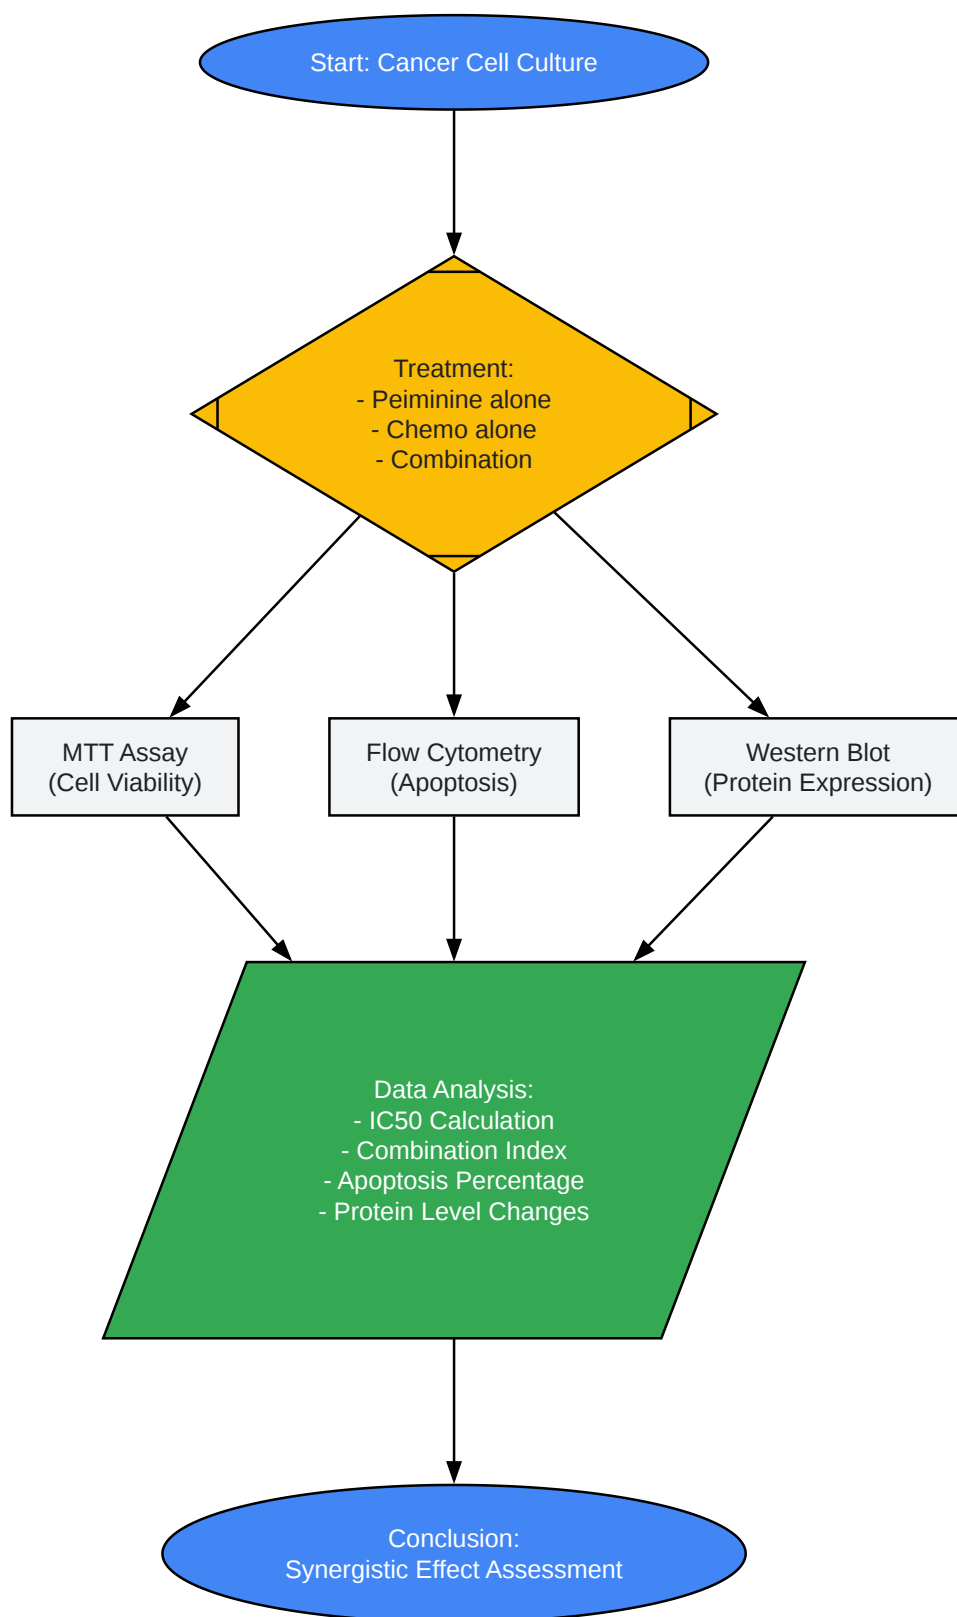 Start: Cancer Cell Culture
Treatment:
- Peiminine alone
- Chemo alone
- Combination
MTT Assay
(Cell Viability)
Flow Cytometry
(Apoptosis)
Western Blot
(Protein Expression)
Data Analysis:
- IC50 Calculation
- Combination Index
- Apoptosis Percentage
- Protein Level Changes
Conclusion:
Synergistic Effect Assessment